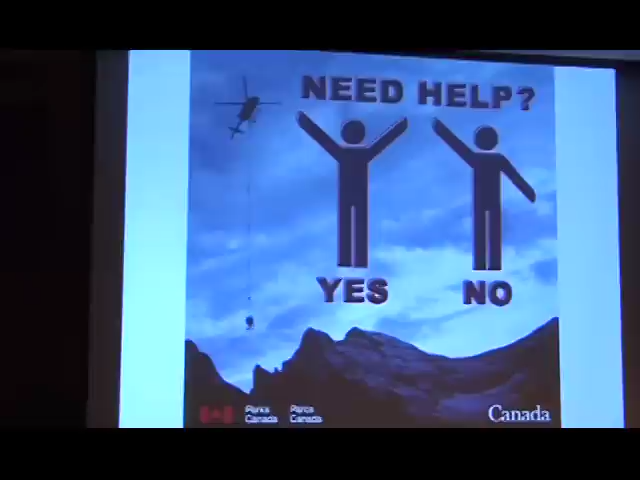 NEED HELP?
YES NO
Parks Canada
Parcs Canada
Canada